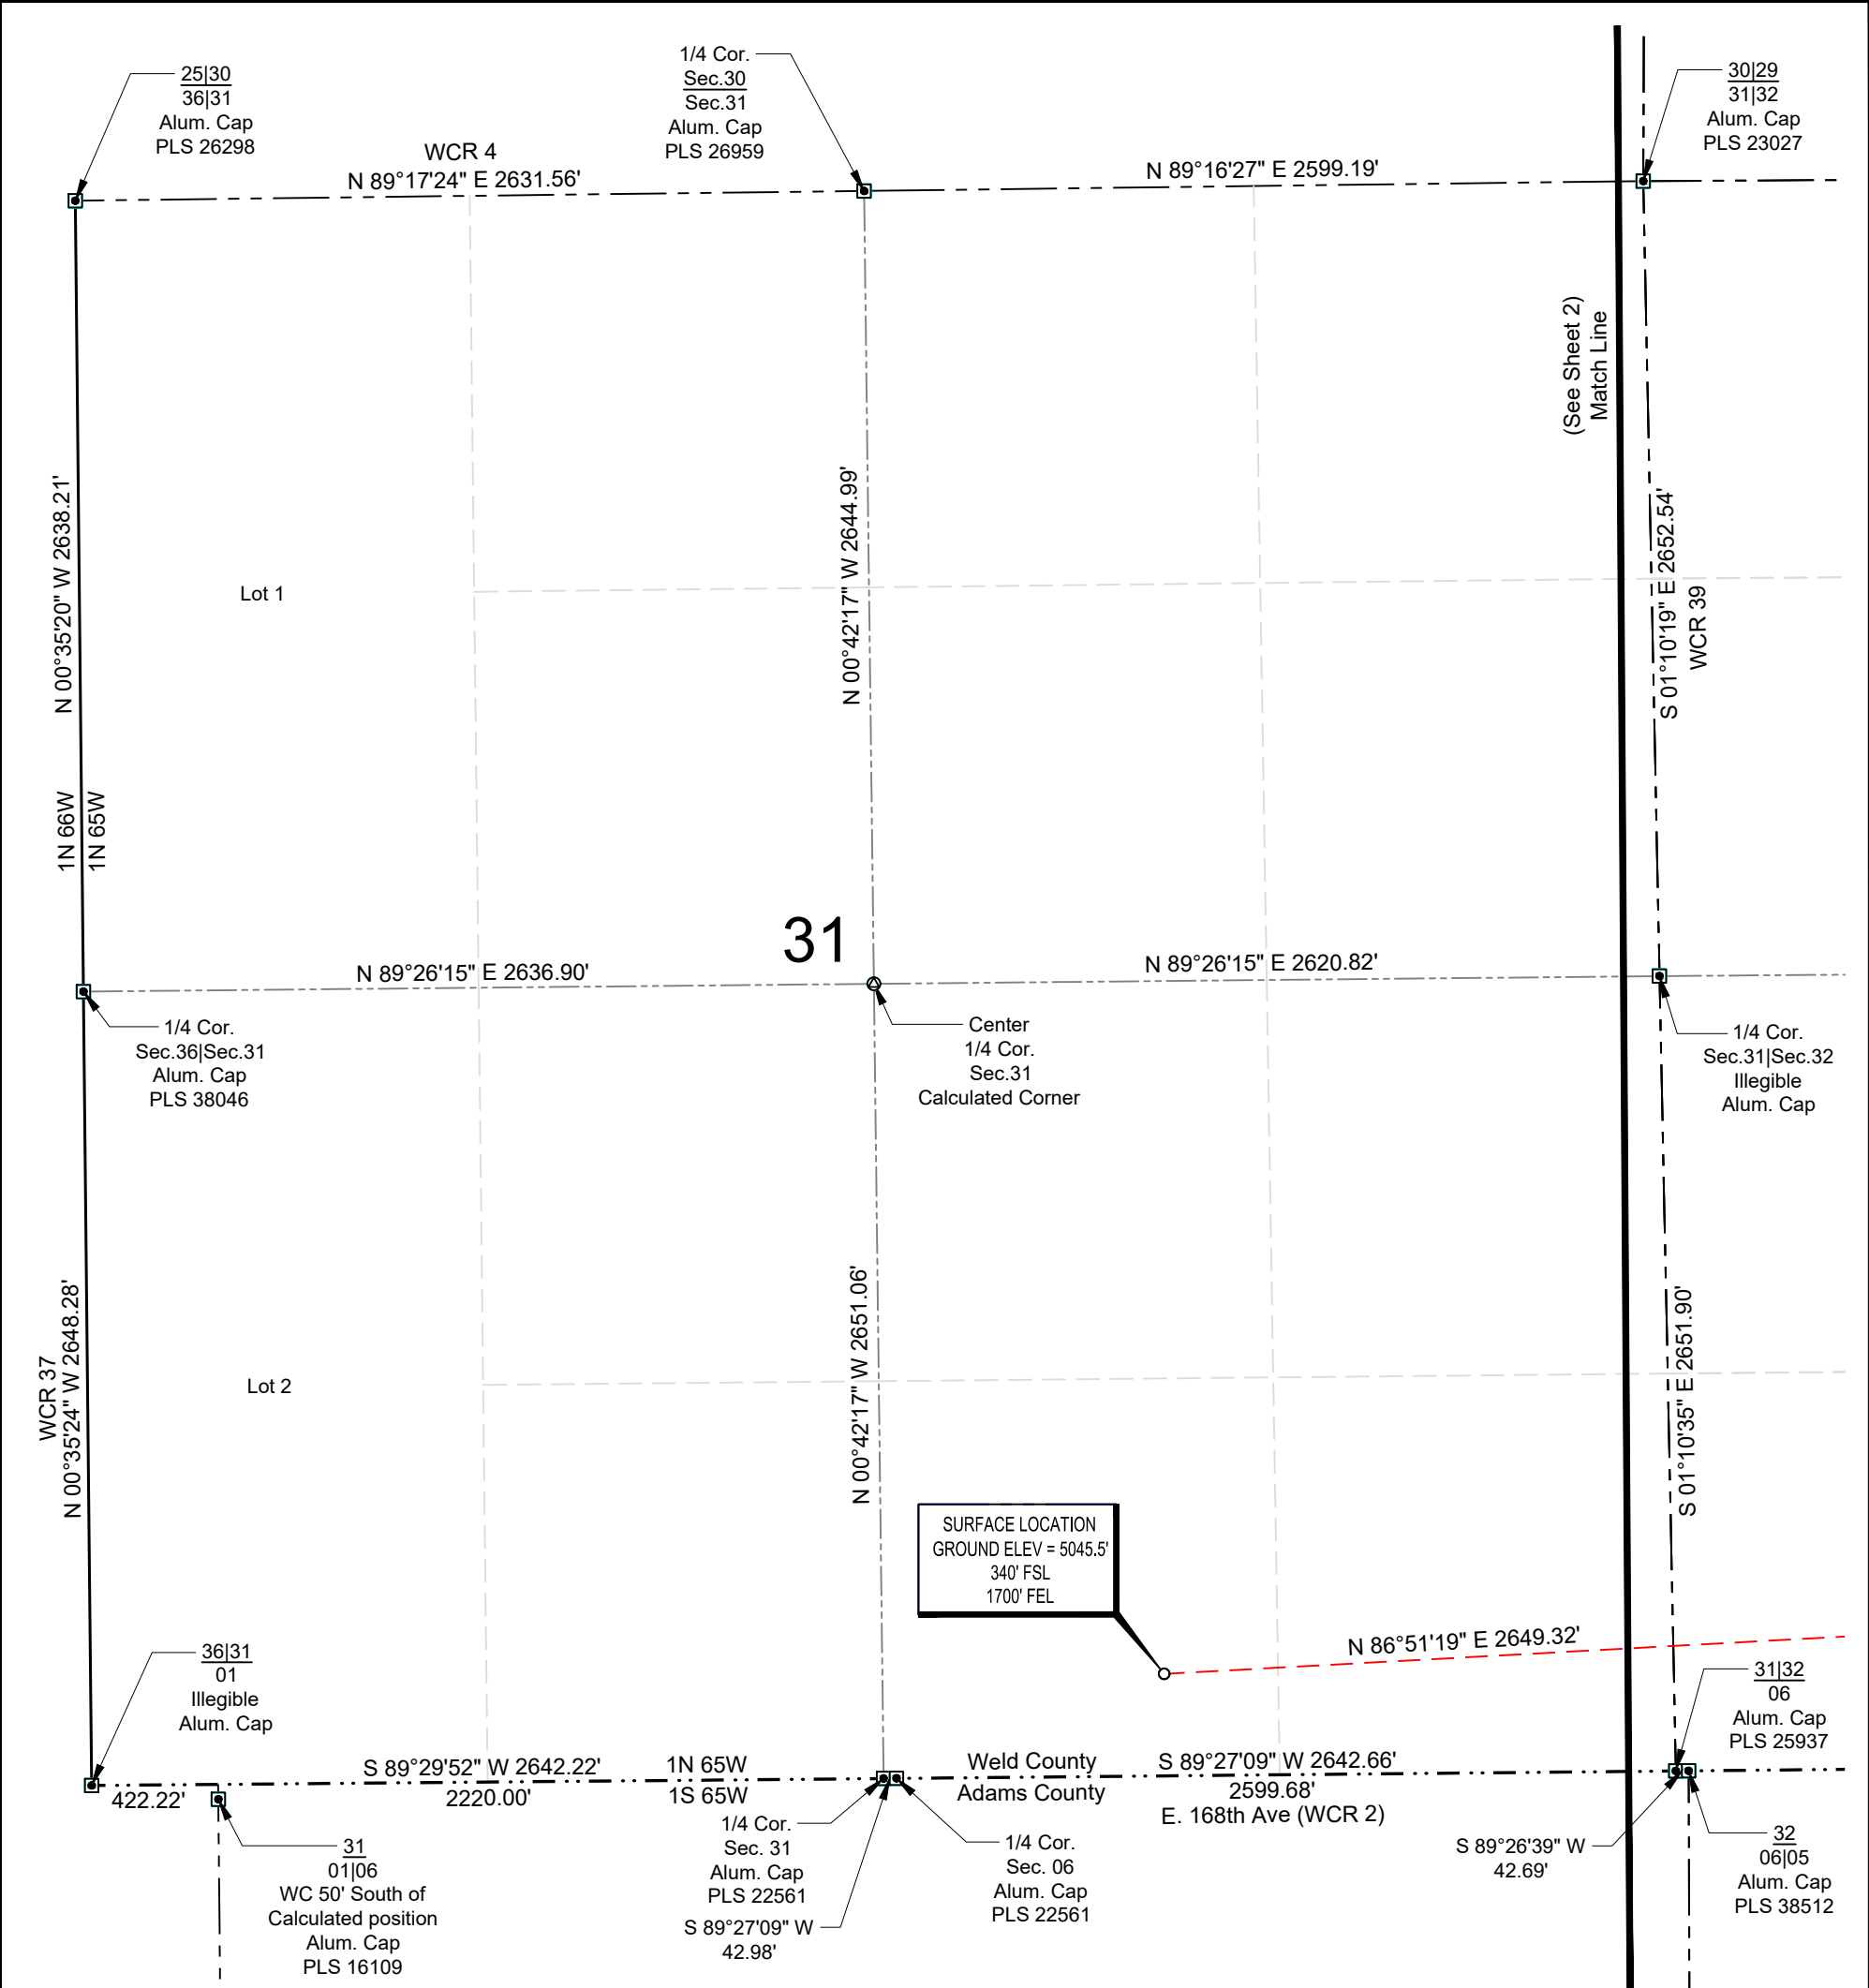 25|30
36|31
Alum. Cap
PLS 26298
1/4 Cor.
Sec.30
Sec.31
Alum. Cap
PLS 26959
30|29
31|32
Alum. Cap
PLS 23027
WCR 4
N 89°17'24" E 2631.56'
N 89°16'27" E 2599.19'
(See Sheet 2)
Match Line
N 00°35'20" W 2638.21'
N 00°42'17" W 2644.99'
S 01°10'19" E 2652.54'
WCR 39
Lot 1
1N 66W
1N 65W
31
N 89°26'15" E 2636.90'
N 89°26'15" E 2620.82'
1/4 Cor.
Sec.36|Sec.31
Alum. Cap
PLS 38046
Center
1/4 Cor.
Sec.31
Calculated Corner
1/4 Cor.
Sec.31|Sec.32
Illegible
Alum. Cap
WCR 37
N 00°35'24" W 2648.28'
Lot 2
N 00°42'17" W 2651.06'
S 01°10'35" E 2651.90'
SURFACE LOCATION
GROUND ELEV = 5045.5'
340' FSL
1700' FEL
N 86°51'19" E 2649.32'
36|31
01
Illegible
Alum. Cap
31|32
06
Alum. Cap
PLS 25937
S 89°29'52" W 2642.22'
1N 65W
Weld County
S 89°27'09" W 2642.66'
422.22'
2220.00'
1S 65W
Adams County
2599.68'
E. 168th Ave (WCR 2)
31
01|06
WC 50' South of
Calculated position
Alum. Cap
PLS 16109
1/4 Cor.
Sec. 31
Alum. Cap
PLS 22561
S 89°27'09" W
42.98'
1/4 Cor.
Sec. 06
Alum. Cap
PLS 22561
S 89°26'39" W
42.69'
32
06|05
Alum. Cap
PLS 38512